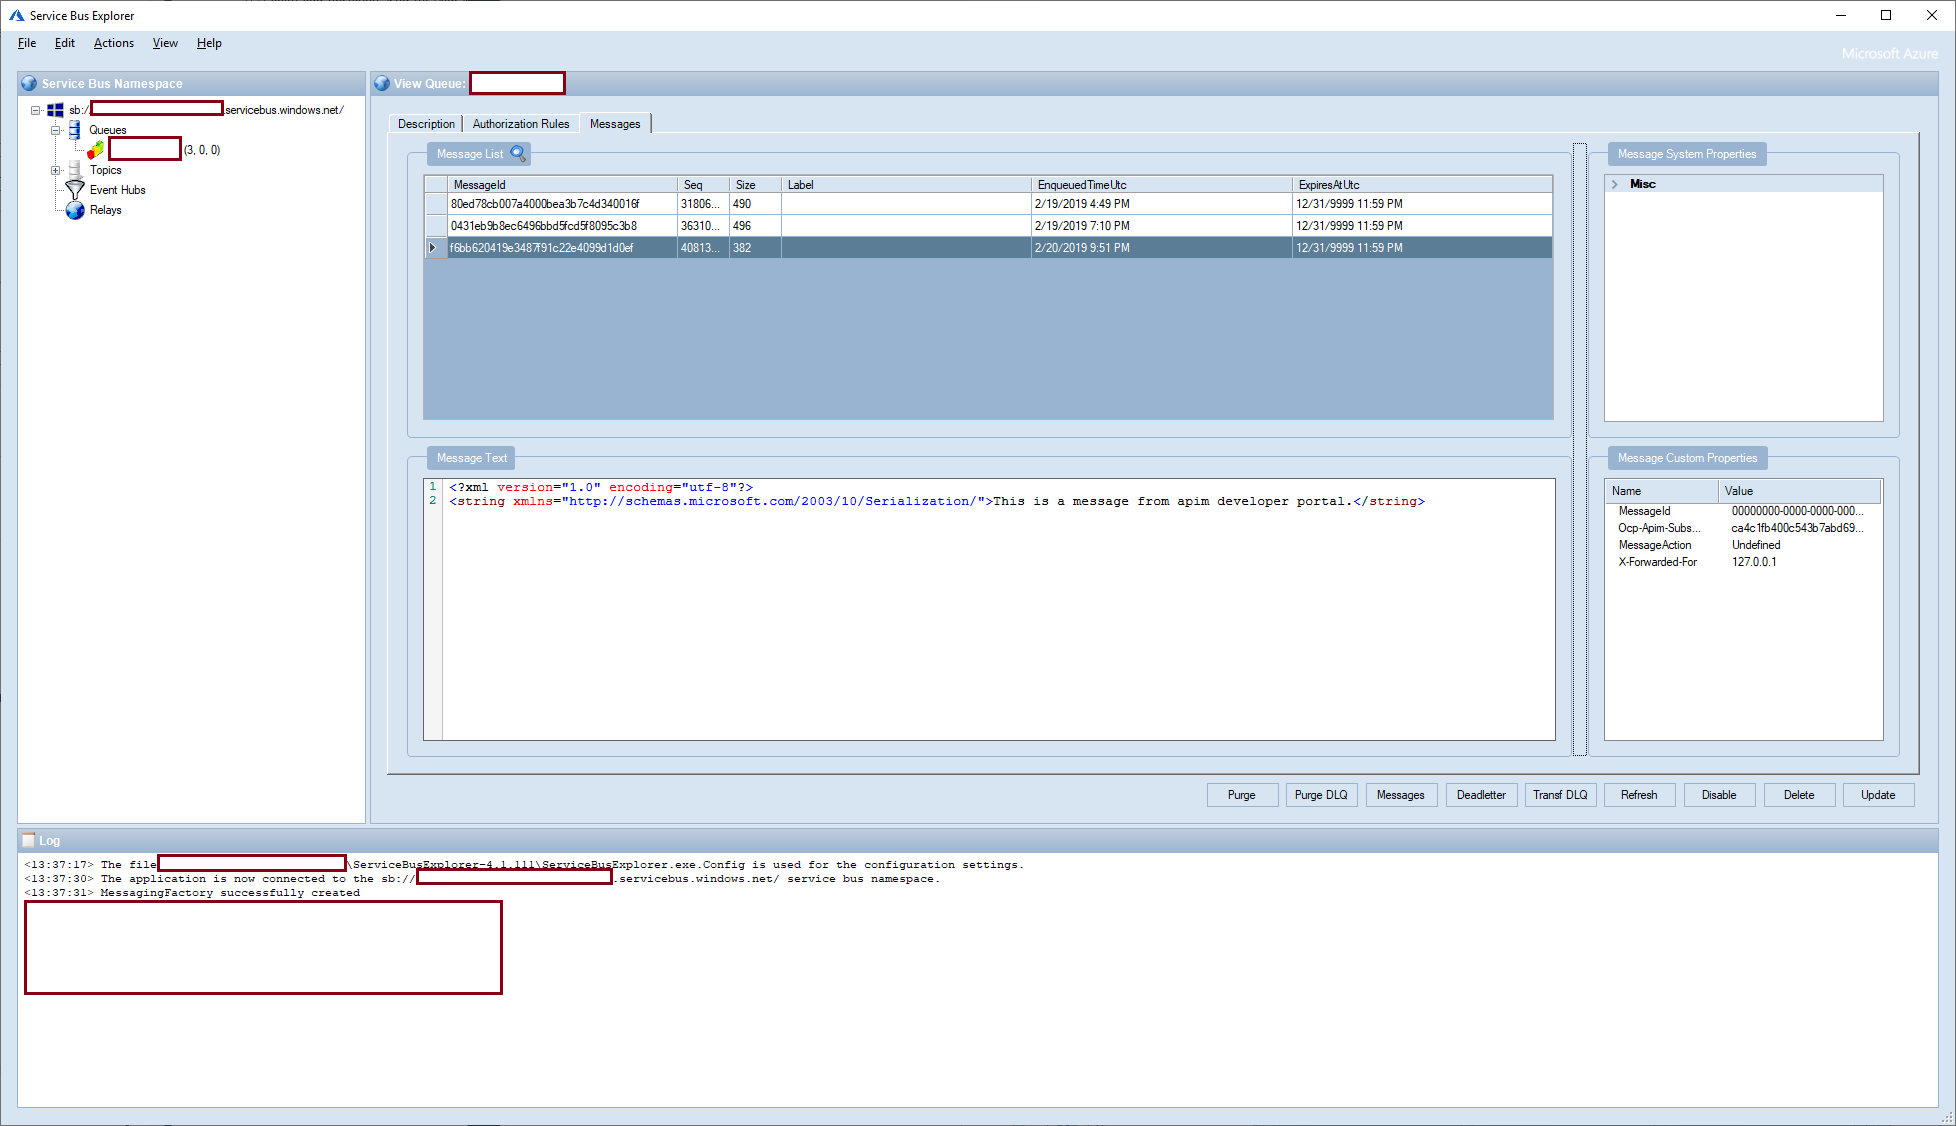 Service Bus Explorer
File Edit Actions View Help
Microsoft Azure
Service Bus Namespace
sb:/ .servicebus.windows.net/
Queues
(3, 0, 0)
Topics
Event Hubs
Relays
View Queue:
Description Authorization Rules Messages
Message List
MessageId Seq Size Label EnqueuedTimeUtc ExpiresAtUtc
80ed78cb007a4000bea3b7c4d340016f 31806... 490 2/19/2019 4:49 PM 12/31/9999 11:59 PM
0431eb9b8ec6496bbd5fcd5f8095c3b8 36310... 496 2/19/2019 7:10 PM 12/31/9999 11:59 PM
f6bb620419e3487f91c22e4099d1d0ef 40813... 382 2/20/2019 9:51 PM 12/31/9999 11:59 PM
Message System Properties
Misc
Message Text
1 <?xml version="1.0" encoding="utf-8"?>
2 <string xmlns="http://schemas.microsoft.com/2003/10/Serialization/">This is a message from apim developer portal.</string>
Message Custom Properties
Name Value
MessageId 00000000-0000-0000-000...
Ocp-Apim-Subs... ca4c1fb400c543b7abd69...
MessageAction Undefined
X-Forwarded-For 127.0.0.1
Purge Purge DLQ Messages Deadletter Transf DLQ Refresh Disable Delete Update
Log
<13:37:17> The file \ServiceBusExplorer-4.1.111\ServiceBusExplorer.exe.Config is used for the configuration settings.
<13:37:30> The application is now connected to the sb:// .servicebus.windows.net/ service bus namespace.
<13:37:31> MessagingFactory successfully created